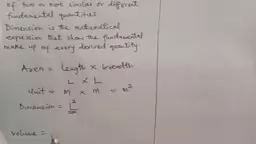 of two or more similar or different
fundamental quantities
Dimension is the mathematical
expression that show the fundamental
make up of every derived quantity.
Area = Length × breadth
L × L
Unit = m × m = m²
Dimension = L²
Volume =